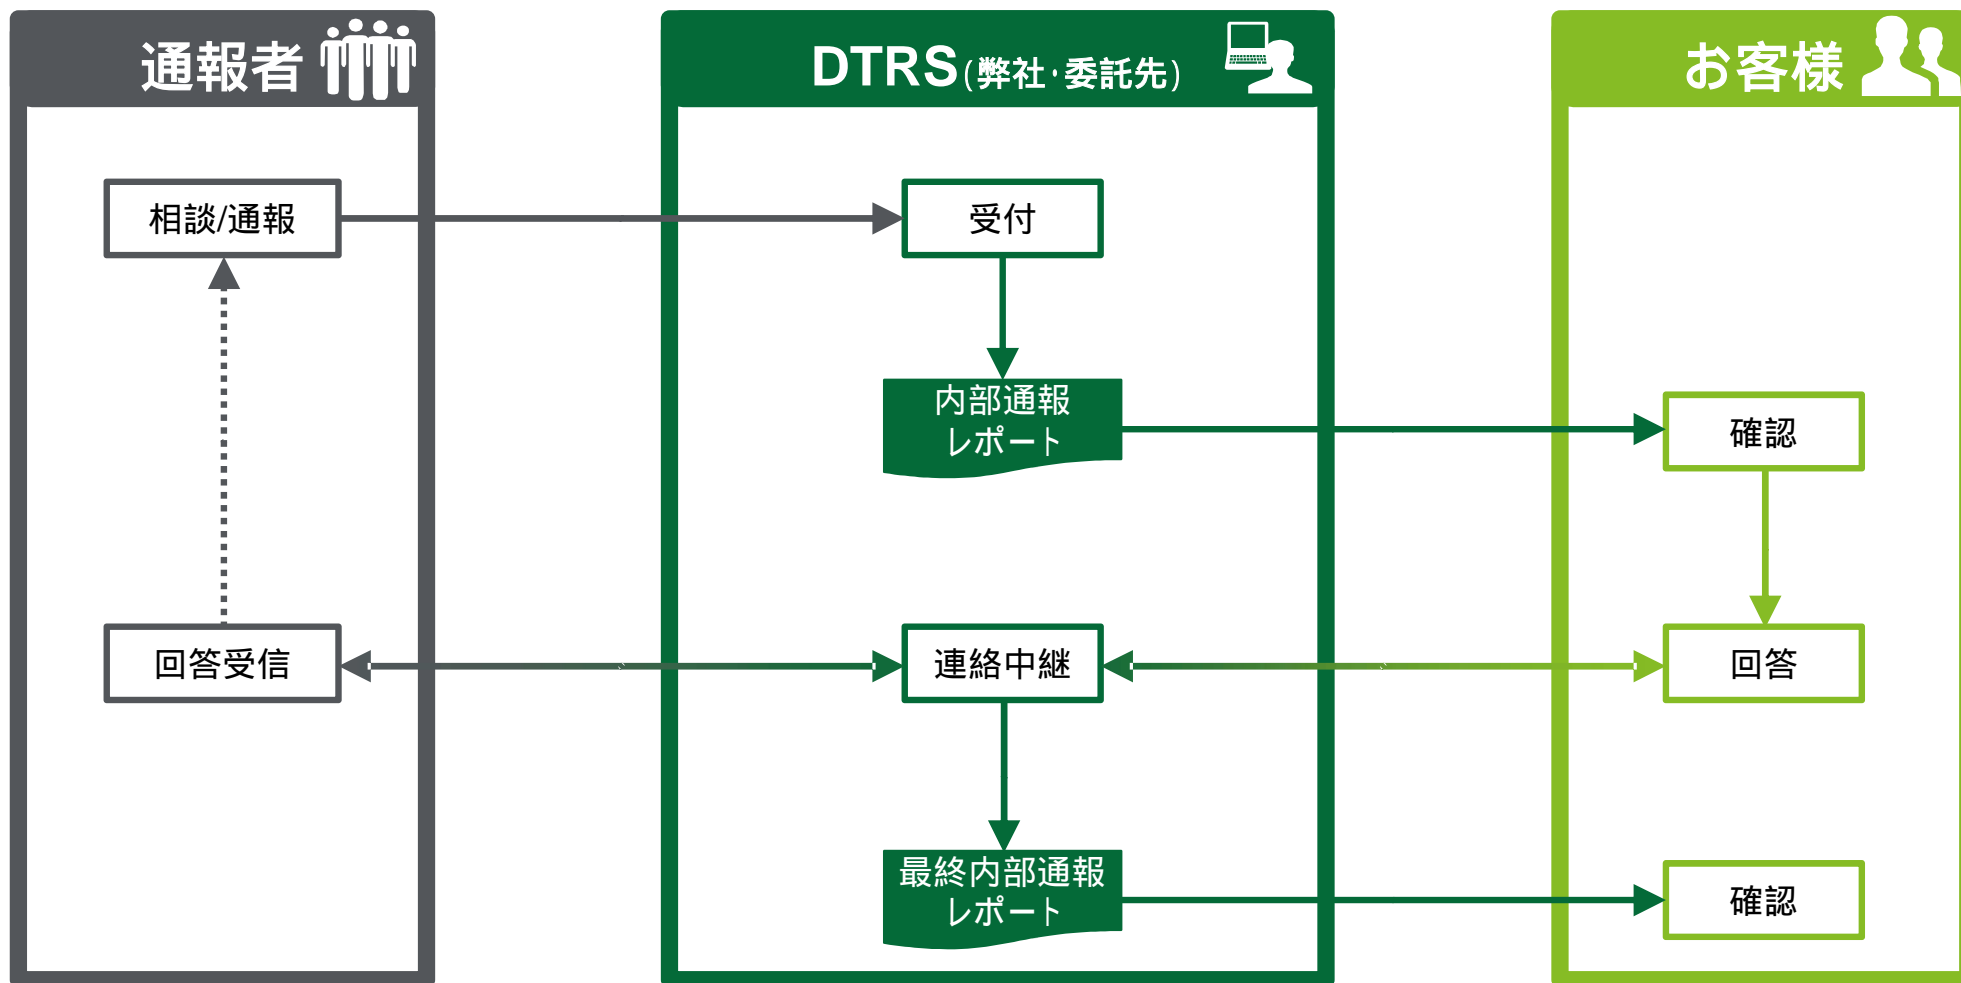 通報者
DTRS(弊社・委託先)
お客様
相談/通報
受付
内部通報
レポート
確認
回答受信
連絡中継
回答
最終内部通報
レポート
確認